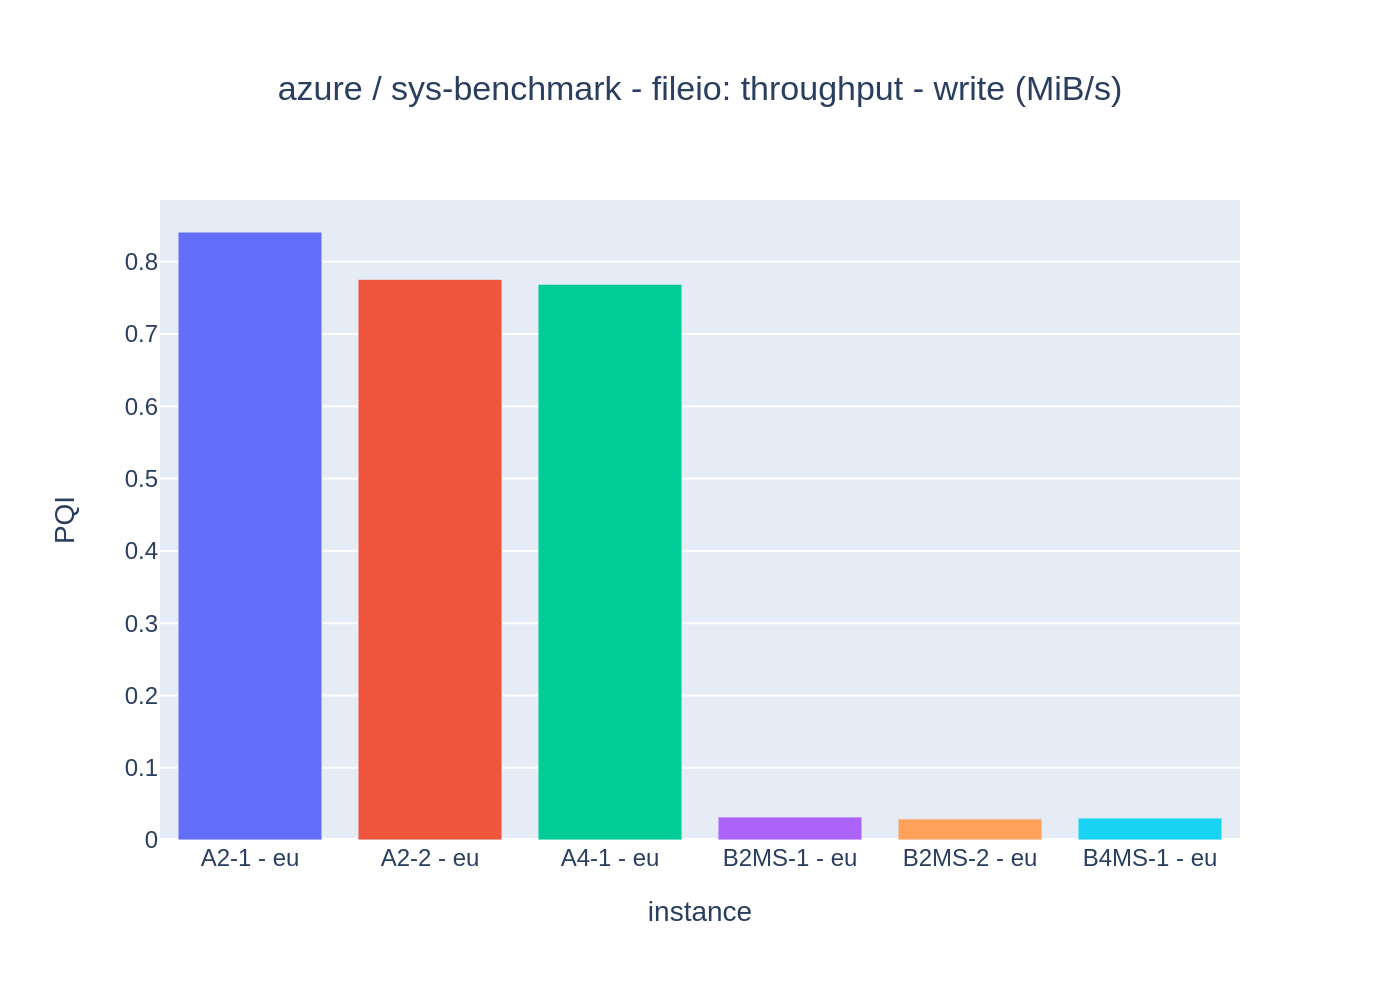 azure / sys-benchmark - fileio: throughput - write (MiB/s)
0.8
0.7
0.6
0.5
0.4
0.3
0.2
0.1
0
PQI
A2-1 - eu
A2-2 - eu
A4-1 - eu
B2MS-1 - eu
B2MS-2 - eu
B4MS-1 - eu
instance